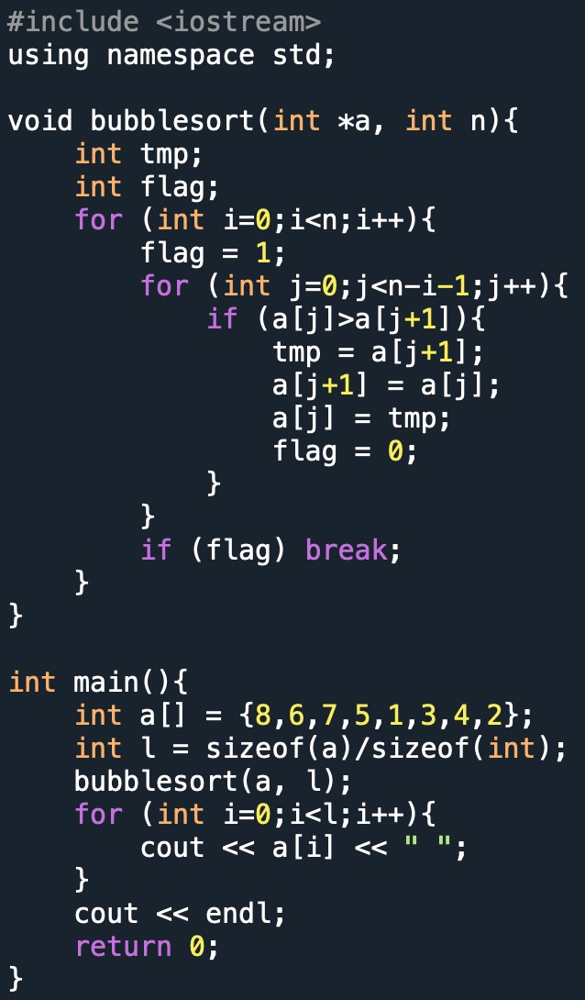 #include <iostream>
using namespace std;

void bubblesort(int *a, int n){
    int tmp;
    int flag;
    for (int i=0;i<n;i++){
        flag = 1;
        for (int j=0;j<n-i-1;j++){
            if (a[j]>a[j+1]){
                tmp = a[j+1];
                a[j+1] = a[j];
                a[j] = tmp;
                flag = 0;
            }
        }
        if (flag) break;
    }
}

int main(){
    int a[] = {8,6,7,5,1,3,4,2};
    int l = sizeof(a)/sizeof(int);
    bubblesort(a, l);
    for (int i=0;i<l;i++){
        cout << a[i] << " ";
    }
    cout << endl;
    return 0;
}